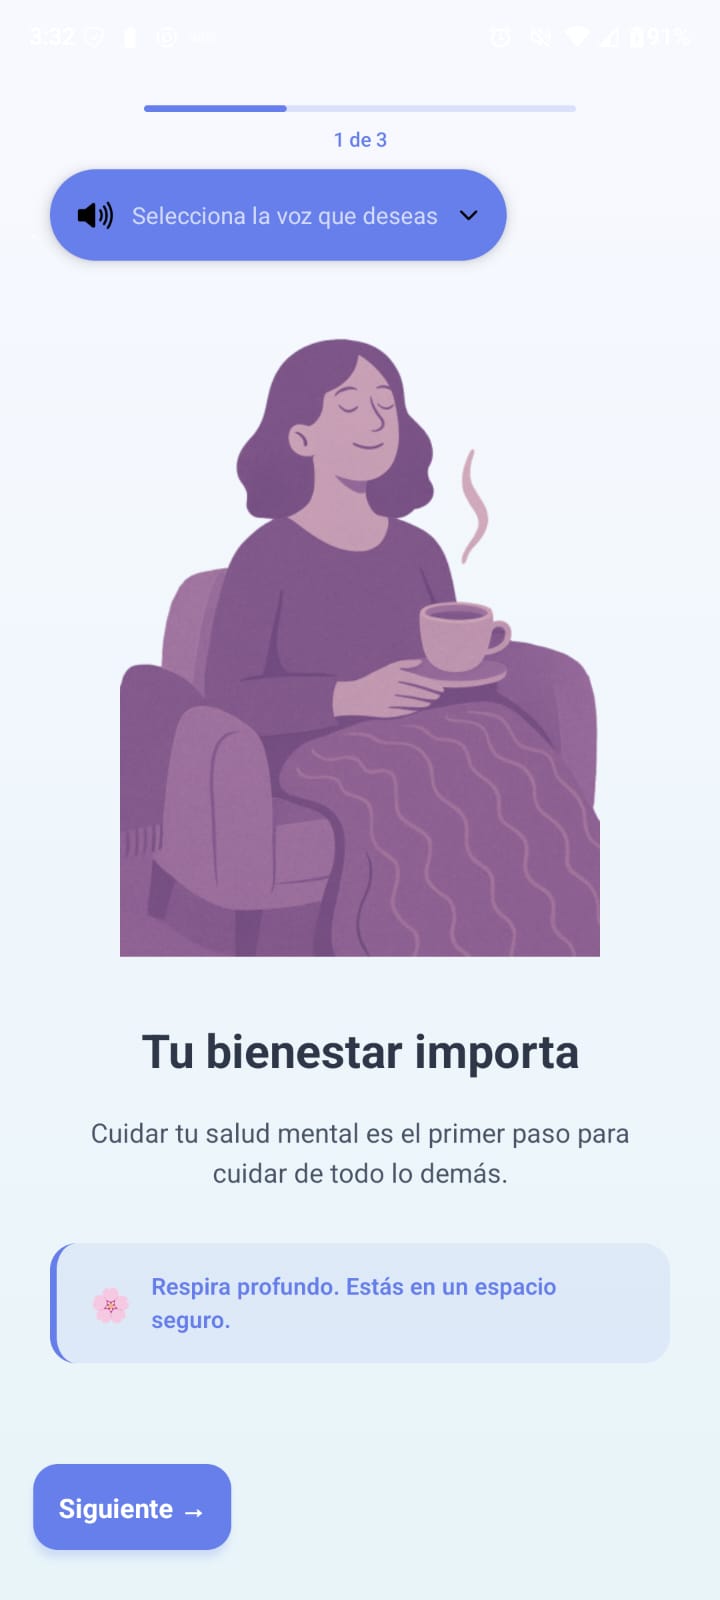 3:32
91%
1 de 3
Selecciona la voz que deseas
Tu bienestar importa
Cuidar tu salud mental es el primer paso para
cuidar de todo lo demás.
Respira profundo. Estás en un espacio
seguro.
Siguiente →